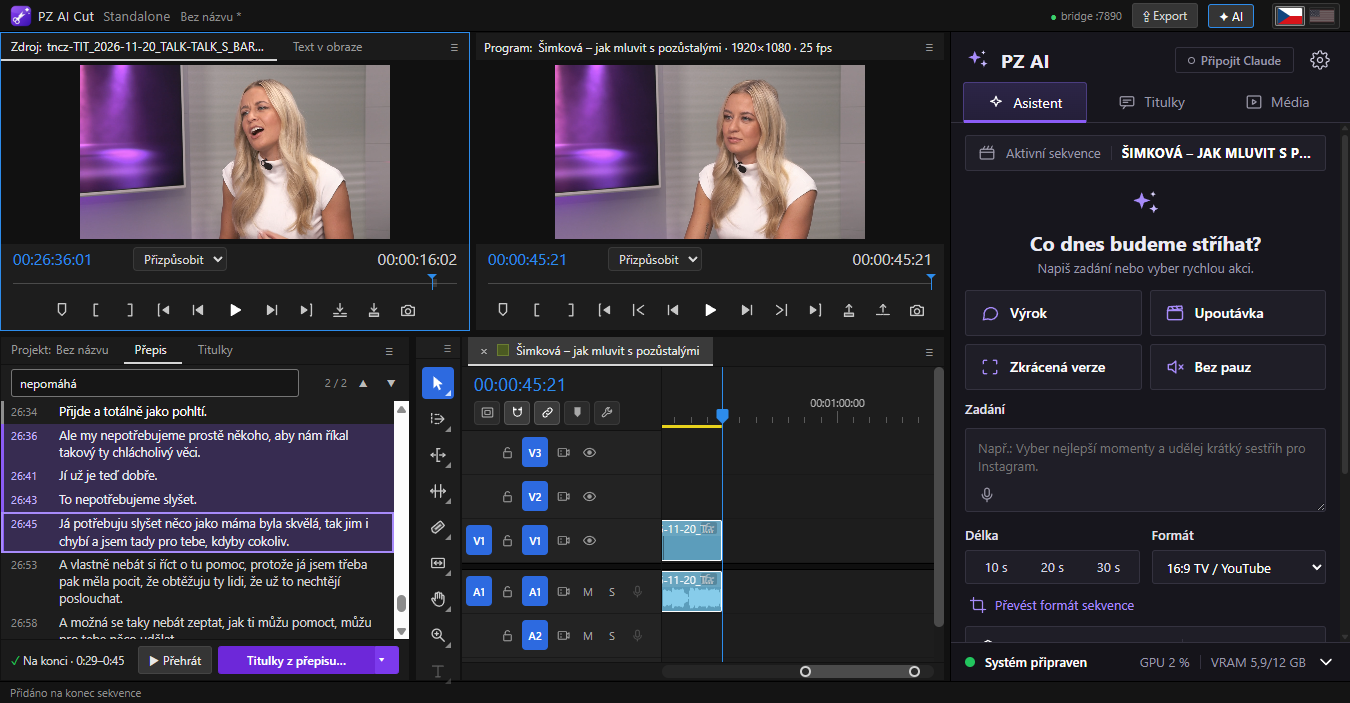 PZ AI Cut Standalone Bez názvu *
bridge :7890 Export AI
Zdroj: tncz-TIT_2026-11-20_TALK-TALK_S_BAR... Text v obraze
Program: Šimková – jak mluvit s pozůstalými · 1920×1080 · 25 fps
00:26:36:01 Přizpůsobit 00:00:16:02
00:00:45:21 Přizpůsobit 00:00:45:21
Projekt: Bez názvu Přepis Titulky
nepomáhá 2 / 2
26:34 Přijde a totálně jako pohltí.
26:36 Ale my nepotřebujeme prostě někoho, aby nám říkal
takový ty chlácholivý věci.
26:41 Jí už je teď dobře.
26:43 To nepotřebujeme slyšet.
26:45 Já potřebuju slyšet něco jako máma byla skvělá, tak jim i
chybí a jsem tady pro tebe, kdyby cokoliv.
26:53 A vlastně nebát si říct o tu pomoc, protože já jsem třeba
pak měla pocit, že obtěžuju ty lidi, že už to nechtějí
poslouchat.
26:58 A možná se taky nebát zeptat, jak ti můžu pomoct, můžu
pro tebe něco udělat.
✓ Na konci · 0:29–0:45 Přehrát Titulky z přepisu...
× Šimková – jak mluvit s pozůstalými
00:00:45:21
00:01:00:00
V3
V2
V1 V1 5-11-20_T
A1 A1 M S 5-11-20_T
A2 M S
PZ AI Připojit Claude
Asistent Titulky Média
Aktivní sekvence ŠIMKOVÁ – JAK MLUVIT S P...
Co dnes budeme stříhat?
Napiš zadání nebo vyber rychlou akci.
Výrok Upoutávka
Zkrácená verze Bez pauz
Zadání
Např.: Vyber nejlepší momenty a udělej krátký sestřih pro
Instagram.
Délka Formát
10 s 20 s 30 s 16:9 TV / YouTube
Převést formát sekvence
Systém připraven GPU 2 % VRAM 5,9/12 GB
Přidáno na konec sekvence